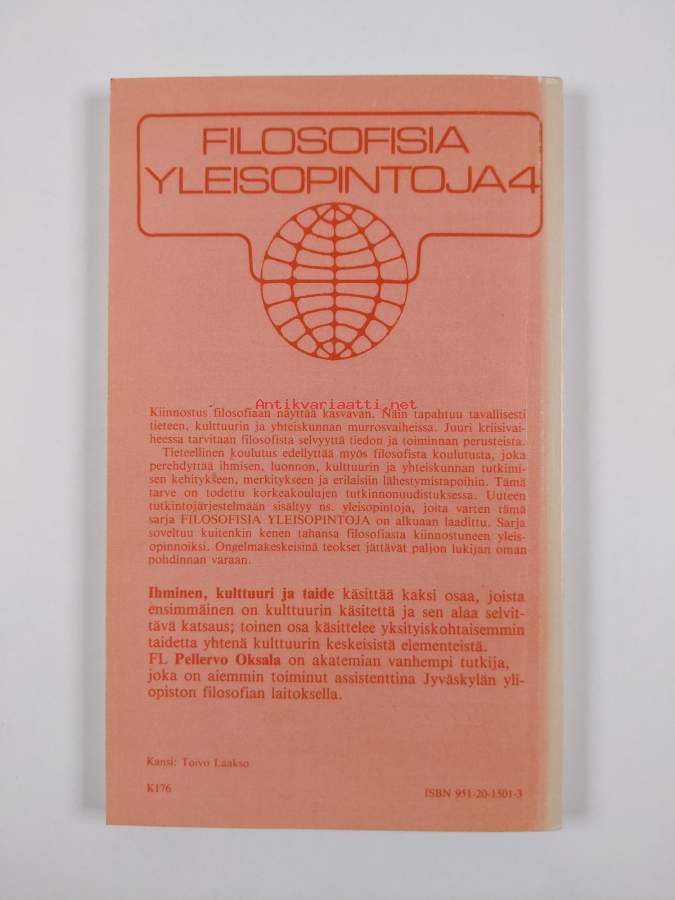 FILOSOFISIA
YLEISOPINTOJA4
Antikvariaatti.net
Kiinnostus filosofiaan näyttää kasvavan. Näin tapahtuu tavallisesti
tieteen, kulttuurin ja yhteiskunnan murrosvaiheissa. Juuri kriisivai-
heessa tarvitaan filosofista selvyyttä tiedon ja toiminnan perusteista.
Tieteellinen koulutus edellyttää myös filosofista koulutusta, joka
perehdyttää ihmisen, luonnon, kulttuurin ja yhteiskunnan tutkimi-
sen kehitykseen, merkitykseen ja erilaisiin lähestymistapoihin. Tämä
tarve on todettu korkeakoulujen tutkinnonuudistuksessa. Uuteen
tutkintojärjestelmään sisältyy ns. yleisopintoja, joita varten tämä
sarja FILOSOFISIA YLEISOPINTOJA on alkuaan laadittu. Sarja
soveltuu kuitenkin kenen tahansa filosofiasta kiinnostuneen yleis-
opinnoiksi. Ongelmakeskeisinä teokset jättävät paljon lukijan oman
pohdinnan varaan.
Ihminen, kulttuuri ja taide käsittää kaksi osaa, joista
ensimmäinen on kulttuurin käsitettä ja sen alaa selvit-
tävä katsaus; toinen osa käsittelee yksityiskohtaisemmin
taidetta yhtenä kulttuurin keskeisistä elementeistä.
FL Pellervo Oksala on akatemian vanhempi tutkija,
joka on aiemmin toiminut assistenttina Jyväskylän yli-
opiston filosofian laitoksella.
Kansi: Toivo Laakso
K176
ISBN 951-20-1501-3